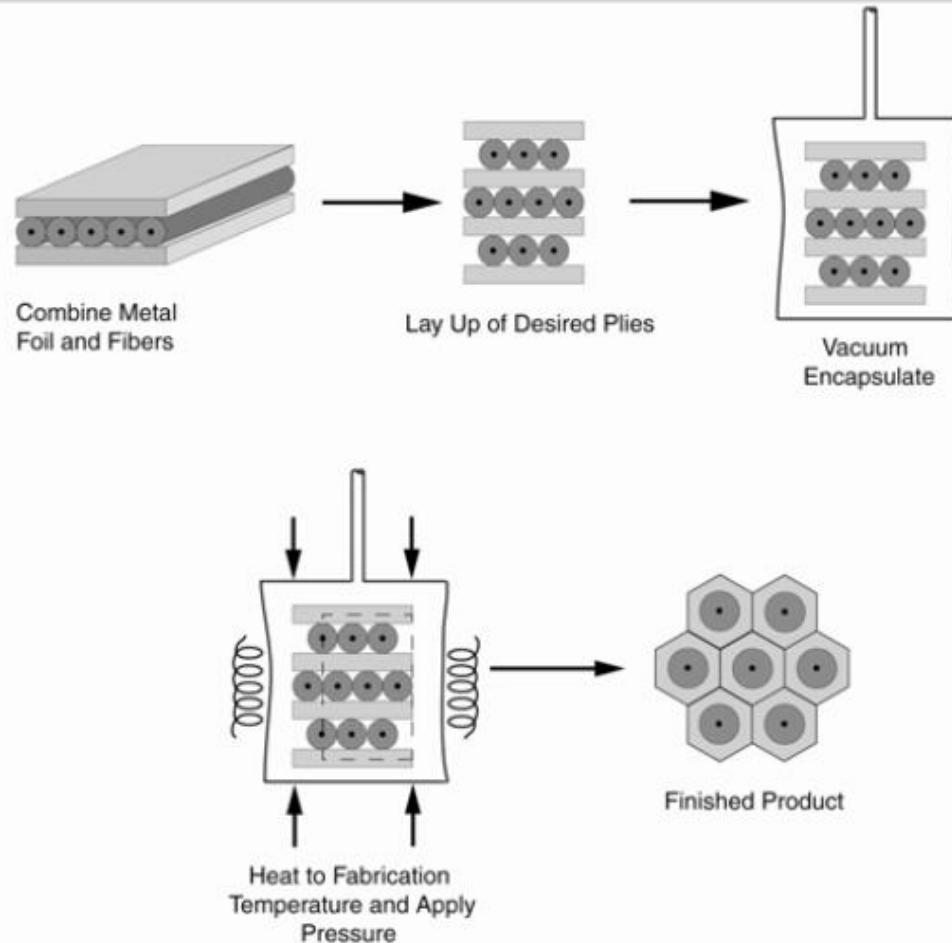 Combine Metal
Foil and Fibers
Lay Up of Desired Plies
Vacuum
Encapsulate
Heat to Fabrication
Temperature and Apply
Pressure
Finished Product